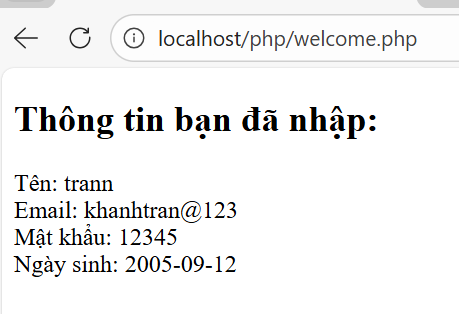 localhost/php/welcome.php
Thông tin bạn đã nhập:
Tên: trann
Email: khanhtran@123
Mật khẩu: 12345
Ngày sinh: 2005-09-12